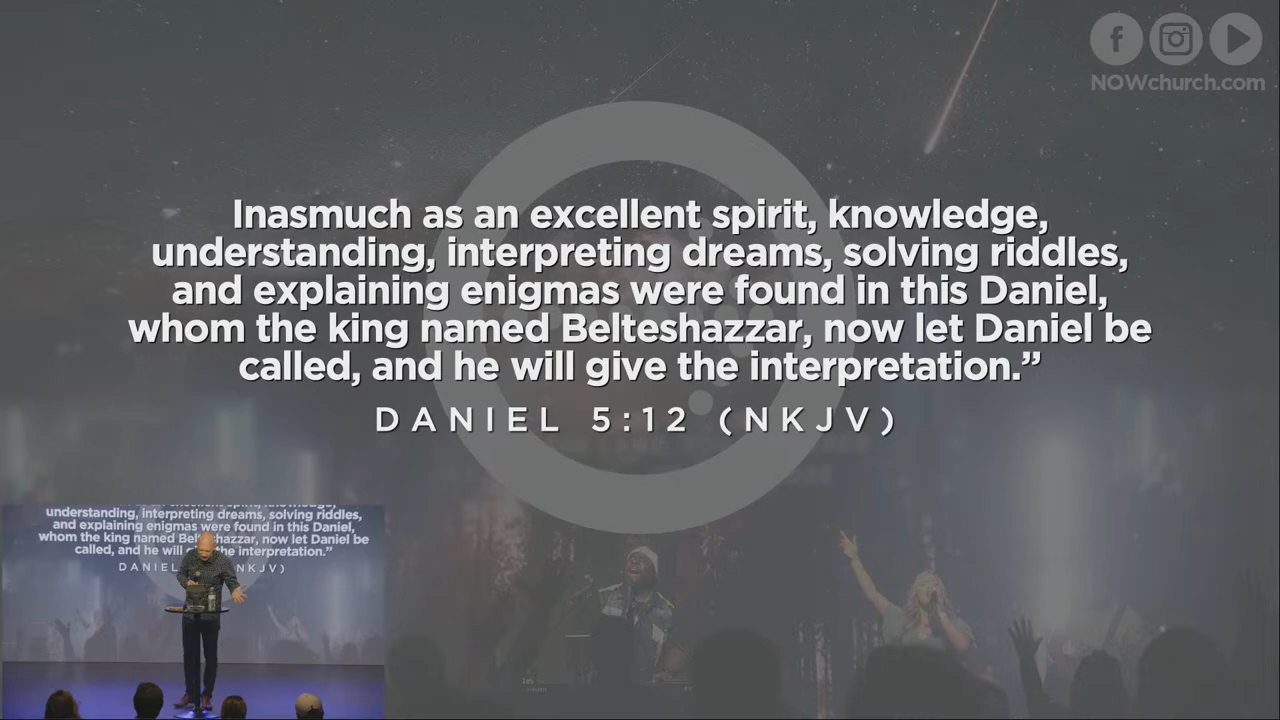 NOWchurch.com
Inasmuch as an excellent spirit, knowledge,
understanding, interpreting dreams, solving riddles,
and explaining enigmas were found in this Daniel,
whom the king named Belteshazzar, now let Daniel be
called, and he will give the interpretation.”
DANIEL 5:12 (NKJV)
understanding, interpreting dreams, solving riddles,
and explaining enigmas were found in this Daniel,
whom the king named Belteshazzar, now let Daniel be
called, and he will the interpretation.”
DANIEL NKJV)